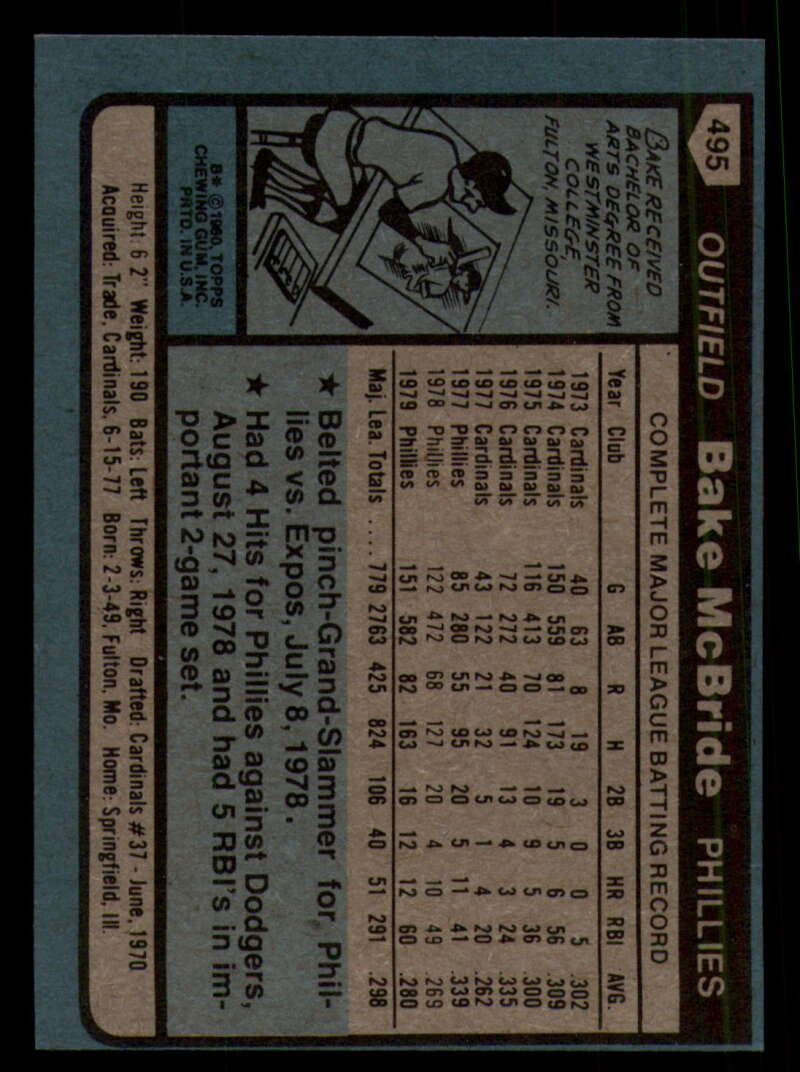 495
OUTFIELD Bake McBride PHILLIES
BAKE RECEIVED
BACHELOR OF
ARTS DEGREE FROM
WESTMINSTER
COLLEGE,
FULTON, MISSOURI.
B* ©1980, TOPPS
CHEWING GUM, INC.
PRTD. IN U.S.A.
COMPLETE MAJOR LEAGUE BATTING RECORD
Year Club G AB R H 2B 3B HR RBI AVG.
1973 Cardinals 40 63 8 19 3 0 0 5 .302
1974 Cardinals 150 559 81 173 19 5 6 56 .309
1975 Cardinals 116 413 70 124 10 9 5 36 .300
1976 Cardinals 72 272 40 91 13 4 3 24 .335
1977 Cardinals 43 122 21 32 5 1 4 20 .262
1977 Phillies 85 280 55 95 20 5 11 41 .339
1978 Phillies 122 472 68 127 20 4 10 49 .269
1979 Phillies 151 582 82 163 16 12 12 60 .280
Maj. Lea. Totals .... 779 2763 425 824 106 40 51 291 .298
★ Belted pinch-Grand-Slammer for Phil-
lies vs. Expos, July 8, 1978.
★ Had 4 Hits for Phillies against Dodgers,
August 27, 1978 and had 5 RBI's in im-
portant 2-game set.
Height: 6 2" Weight: 190 Bats: Left Throws: Right Drafted: Cardinals #37 - June, 1970
Acquired: Trade, Cardinals, 6-15-77 Born: 2-3-49, Fulton, Mo. Home: Springfield, Ill.